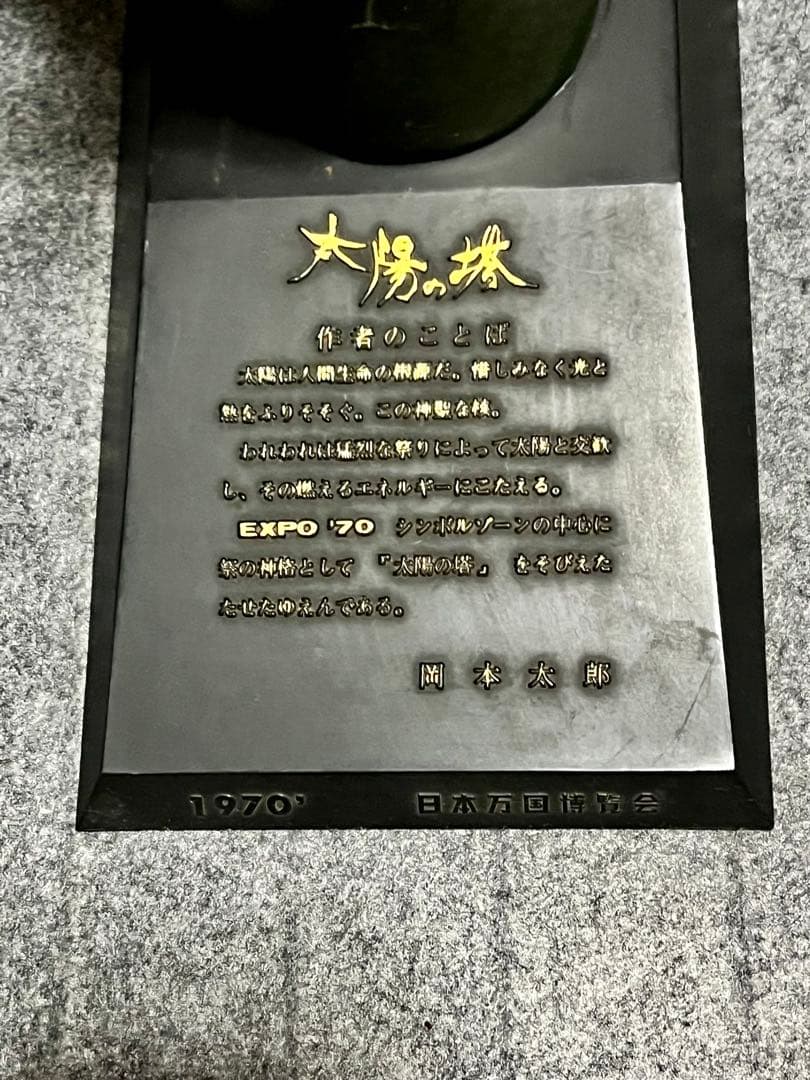 太陽の塔
作者のことば
太陽は人間生命の根源だ。惜しみなく光と
熱をふりそそぐ。この神聖な核。
われわれは猛烈な祭りによって太陽と交歓
し、その燃えるエネルギーにこたえる。
EXPO '70 シンボルゾーンの中心に
祭の神格として 『太陽の塔』 をそびえた
たせたゆえんである。
岡本太郎
1970' 日本万国博覧会